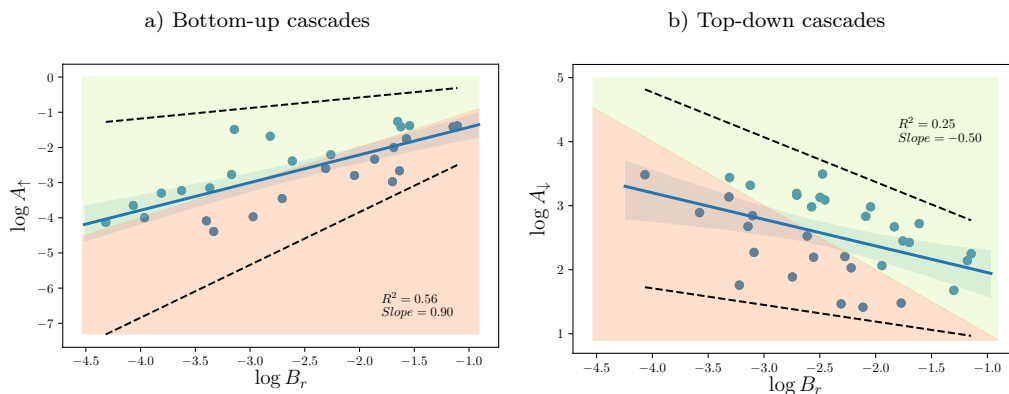 a) Bottom-up cascades
b) Top-down cascades
0
−1
−2
−3
−4
−5
−6
−7
log A↑
R² = 0.56
Slope = 0.90
−4.5 −4.0 −3.5 −3.0 −2.5 −2.0 −1.5 −1.0
log B_r
5
4
3
2
1
log A↓
R² = 0.25
Slope = −0.50
−4.5 −4.0 −3.5 −3.0 −2.5 −2.0 −1.5 −1.0
log B_r